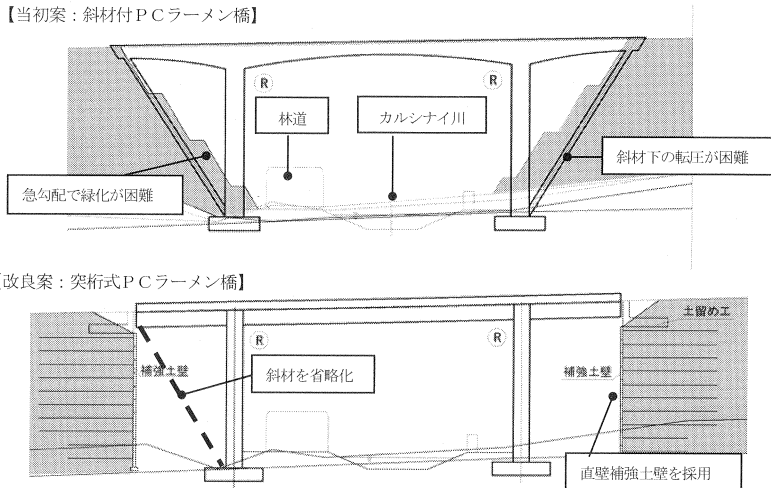 【当初案：斜材付ＰＣラーメン橋】
R
R
林道
カルシナイ川
斜材下の転圧が困難
急勾配で緑化が困難
【改良案：突桁式ＰＣラーメン橋】
土留め工
R
R
補強土壁
斜材を省略化
補強土壁
直壁補強土壁を採用